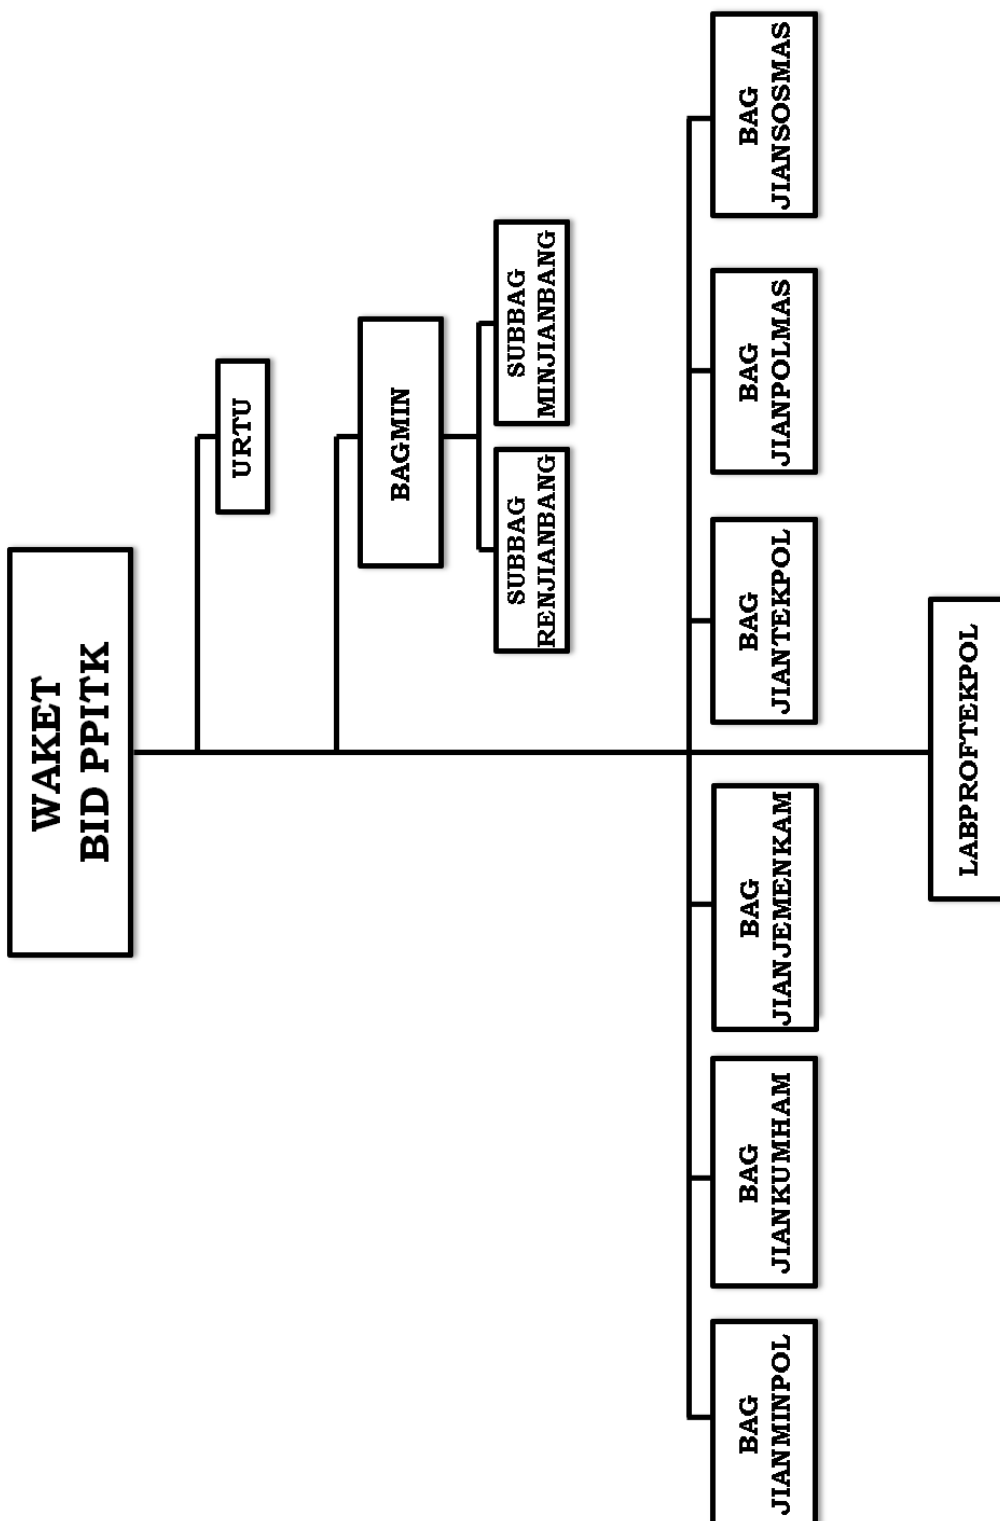 WAKET
BID PPITK
URTU
BAGMIN
SUBBAG
RENJIANBANG
SUBBAG
MINJIANBANG
BAG
JIANMINPOL
BAG
JIANKUMHAM
BAG
JIANJEMENKAM
BAG
JIANTEKPOL
BAG
JIANPOLMAS
BAG
JIANSOSMAS
LABPROFTEKPOL